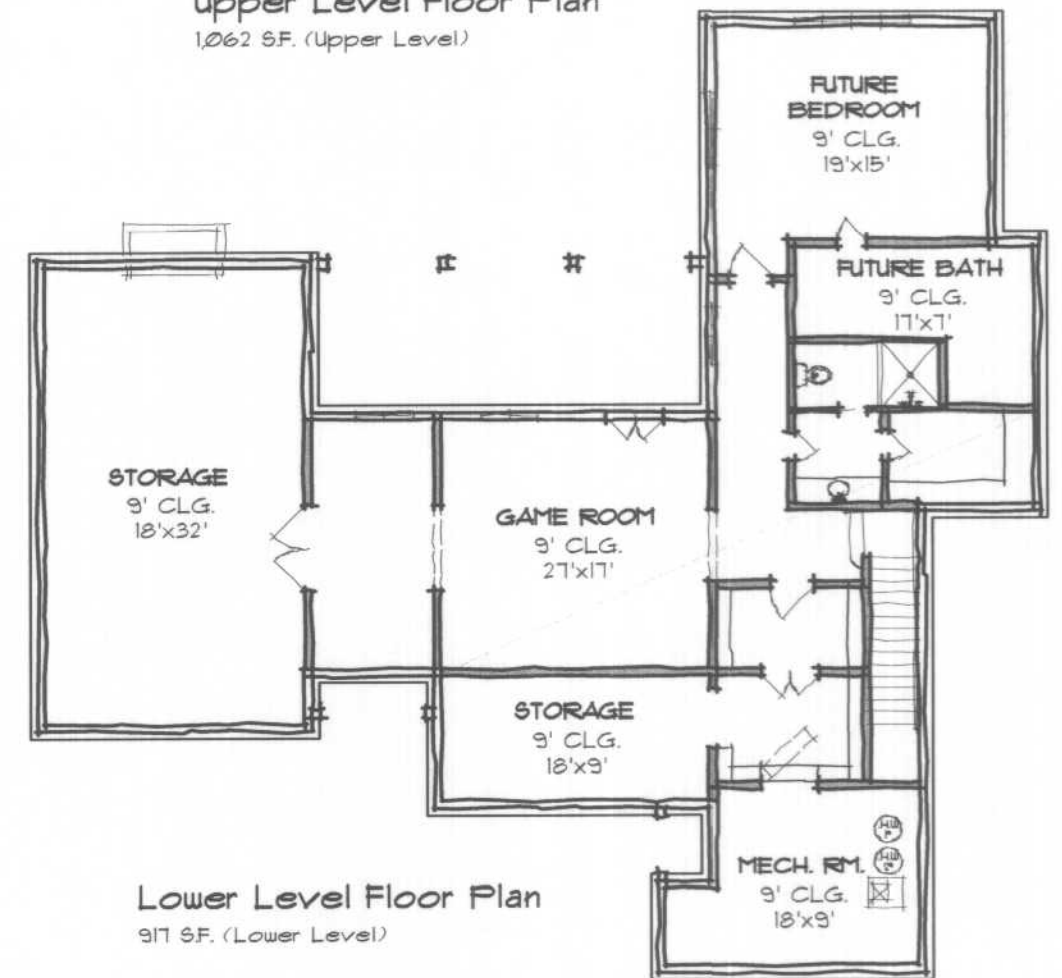 upper Level Floor Plan
1,062 S.F. (Upper Level)
FUTURE
BEDROOM
9' CLG.
19'x15'
FUTURE BATH
9' CLG.
17'x7'
STORAGE
9' CLG.
18'x32'
GAME ROOM
9' CLG.
27'x17'
STORAGE
9' CLG.
18'x9'
MECH. RM.
9' CLG.
18'x9'
Lower Level Floor Plan
917 S.F. (Lower Level)